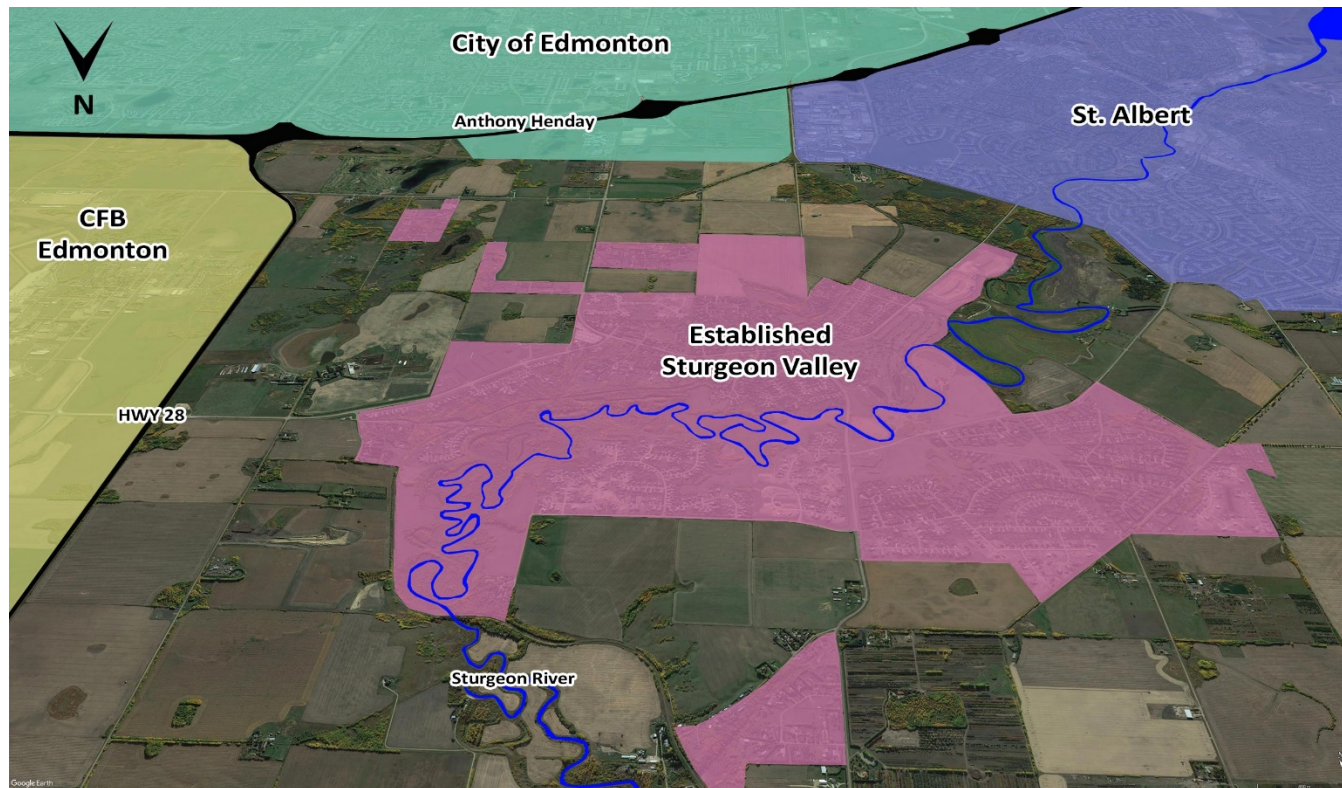 City of Edmonton
N
Anthony Henday
St. Albert
CFB
Edmonton
Established
Sturgeon Valley
HWY 28
Sturgeon River
Google Earth